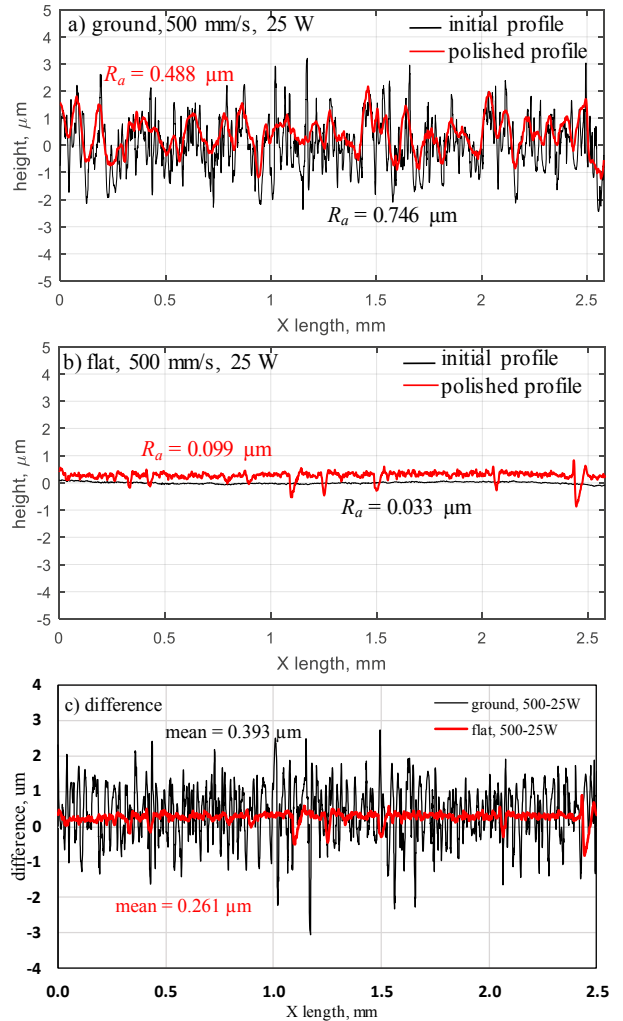 a) ground, 500 mm/s, 25 W
initial profile
polished profile
Ra = 0.488 μm
Ra = 0.746 μm
height, μm
5
4
3
2
1
0
-1
-2
-3
-4
-5
0 0.5 1 1.5 2 2.5
X length, mm
b) flat, 500 mm/s, 25 W
initial profile
polished profile
Ra = 0.099 μm
Ra = 0.033 μm
height, μm
5
4
3
2
1
0
-1
-2
-3
-4
-5
0 0.5 1 1.5 2 2.5
X length, mm
c) difference
ground, 500-25W
flat, 500-25W
mean = 0.393 μm
mean = 0.261 μm
difference, um
4
3
2
1
0
-1
-2
-3
-4
0.0 0.5 1.0 1.5 2.0 2.5
X length, mm